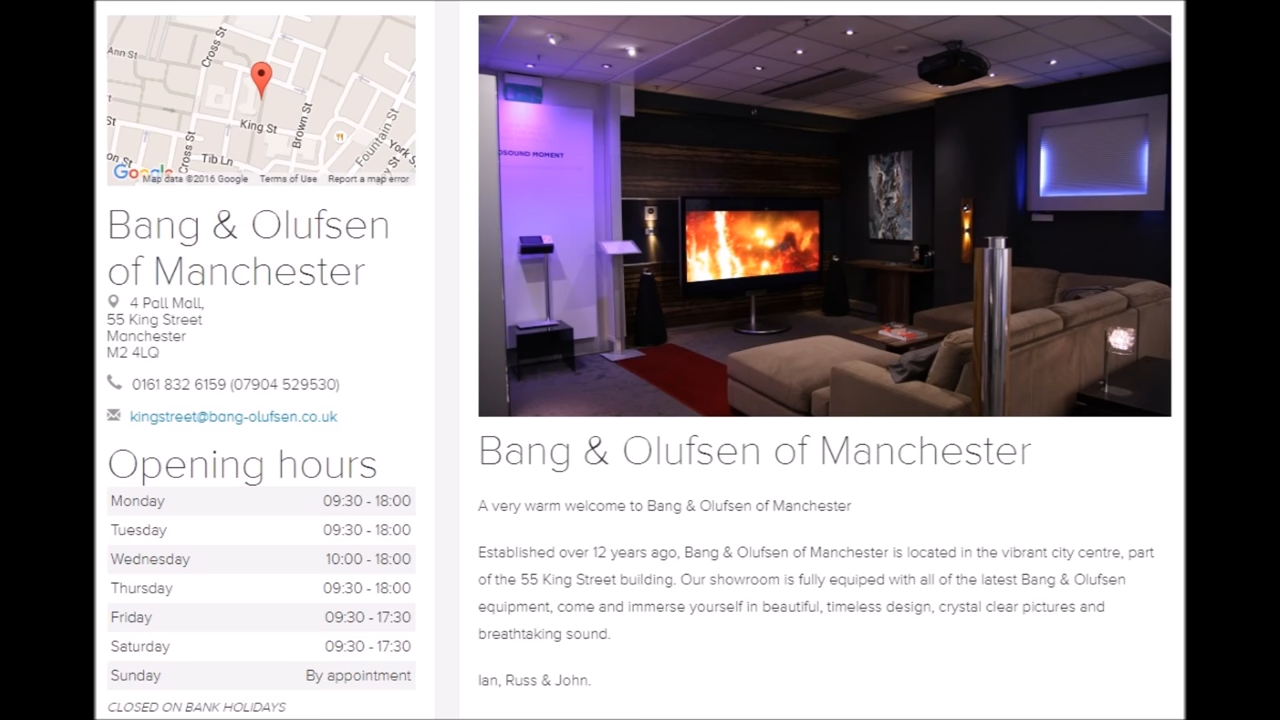 Cross St
Ann St
King St
Brown St
Fountain St
Cross St
Tib Ln
York S
Google
Map data ©2016 Google Terms of Use Report a map error
Bang & Olufsen
of Manchester
4 Pall Mall,
55 King Street
Manchester
M2 4LQ
0161 832 6159 (07904 529530)
kingstreet@bang-olufsen.co.uk
Opening hours
Monday 09:30 - 18:00
Tuesday 09:30 - 18:00
Wednesday 10:00 - 18:00
Thursday 09:30 - 18:00
Friday 09:30 - 17:30
Saturday 09:30 - 17:30
Sunday By appointment
CLOSED ON BANK HOLIDAYS
OSOUND MOMENT
Bang & Olufsen of Manchester
A very warm welcome to Bang & Olufsen of Manchester
Established over 12 years ago, Bang & Olufsen of Manchester is located in the vibrant city centre, part
of the 55 King Street building. Our showroom is fully equiped with all of the latest Bang & Olufsen
equipment, come and immerse yourself in beautiful, timeless design, crystal clear pictures and
breathtaking sound.
Ian, Russ & John.